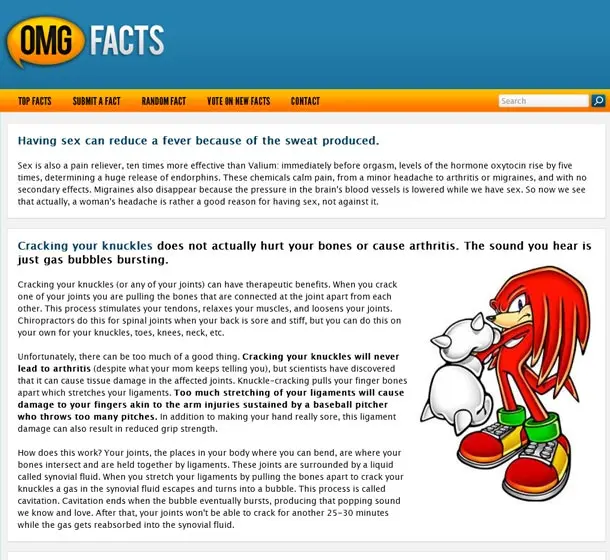 OMG FACTS
TOP FACTS SUBMIT A FACT RANDOM FACT VOTE ON NEW FACTS CONTACT Search
Having sex can reduce a fever because of the sweat produced.
Sex is also a pain reliever, ten times more effective than Valium: immediately before orgasm, levels of the hormone oxytocin rise by five
times, determining a huge release of endorphins. These chemicals calm pain, from a minor headache to arthritis or migraines, and with no
secondary effects. Migraines also disappear because the pressure in the brain's blood vessels is lowered while we have sex. So now we see
that actually, a woman's headache is rather a good reason for having sex, not against it.
Cracking your knuckles does not actually hurt your bones or cause arthritis. The sound you hear is
just gas bubbles bursting.
Cracking your knuckles (or any of your joints) can have therapeutic benefits. When you crack
one of your joints you are pulling the bones that are connected at the joint apart from each
other. This process stimulates your tendons, relaxes your muscles, and loosens your joints.
Chiropractors do this for spinal joints when your back is sore and stiff, but you can do this on
your own for your knuckles, toes, knees, neck, etc.
Unfortunately, there can be too much of a good thing. Cracking your knuckles will never
lead to arthritis (despite what your mom keeps telling you), but scientists have discovered
that it can cause tissue damage in the affected joints. Knuckle-cracking pulls your finger bones
apart which stretches your ligaments. Too much stretching of your ligaments will cause
damage to your fingers akin to the arm injuries sustained by a baseball pitcher
who throws too many pitches. In addition to making your hand really sore, this ligament
damage can also result in reduced grip strength.
How does this work? Your joints, the places in your body where you can bend, are where your
bones intersect and are held together by ligaments. These joints are surrounded by a liquid
called synovial fluid. When you stretch your ligaments by pulling the bones apart to crack your
knuckles a gas in the synovial fluid escapes and turns into a bubble. This process is called
cavitation. Cavitation ends when the bubble eventually bursts, producing that popping sound
we know and love. After that, your joints won't be able to crack for another 25-30 minutes
while the gas gets reabsorbed into the synovial fluid.